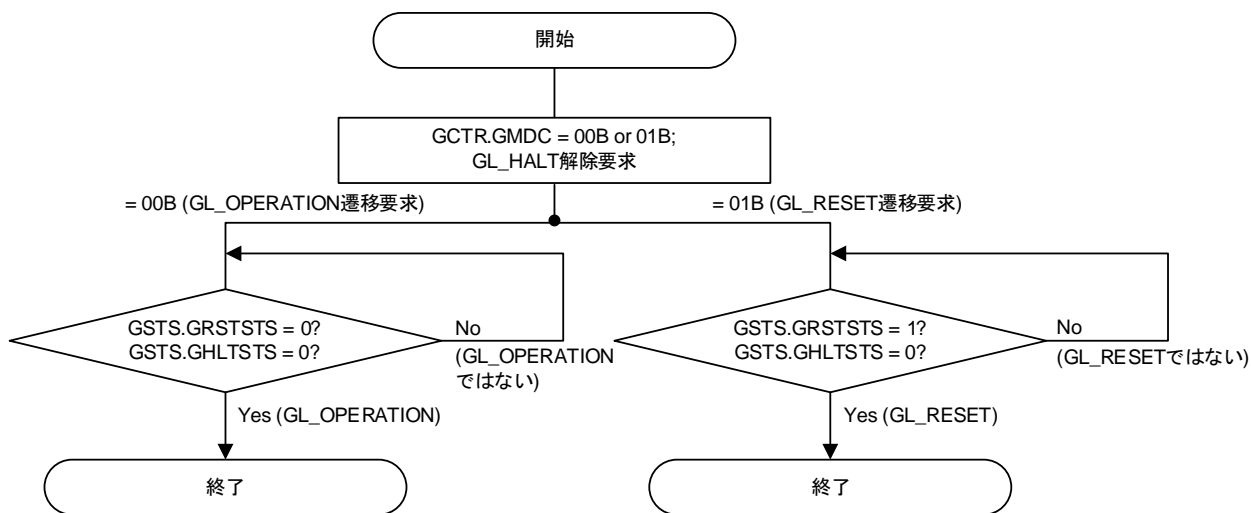 開始
GCTR.GMDC = 00B or 01B;
GL_HALT解除要求
= 00B (GL_OPERATION遷移要求)
= 01B (GL_RESET遷移要求)
GSTS.GRSTSTS = 0?
GSTS.GHLTSTS = 0?
No
(GL_OPERATION
ではない)
Yes (GL_OPERATION)
終了
GSTS.GRSTSTS = 1?
GSTS.GHLTSTS = 0?
No
(GL_RESETではない)
Yes (GL_RESET)
終了